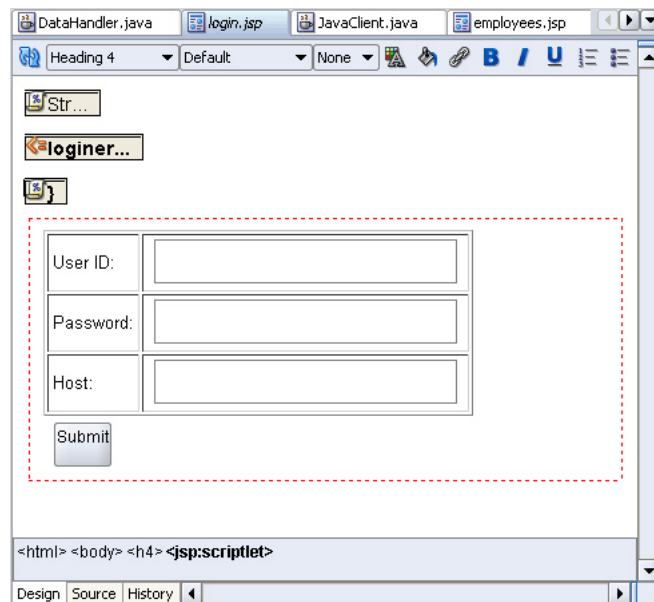 DataHandler.java login.jsp JavaClient.java employees.jsp
Heading 4 Default None B I U
Str...
loginer...
}
User ID:
Password:
Host:
Submit
<html> <body> <h4> <jsp:scriptlet>
Design Source History